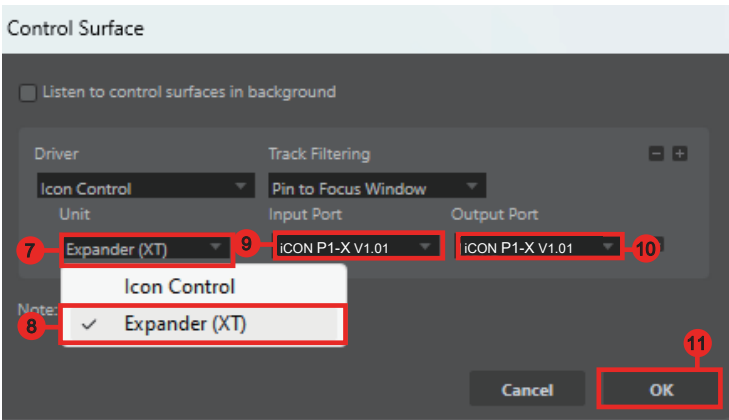 Control Surface
Listen to control surfaces in background
Driver Track Filtering
Icon Control Pin to Focus Window
Unit Input Port Output Port
7 Expander (XT) 9 iCON P1-X V1.01 iCON P1-X V1.01 10
Icon Control
Note:
8 ✓ Expander (XT)
11
Cancel OK